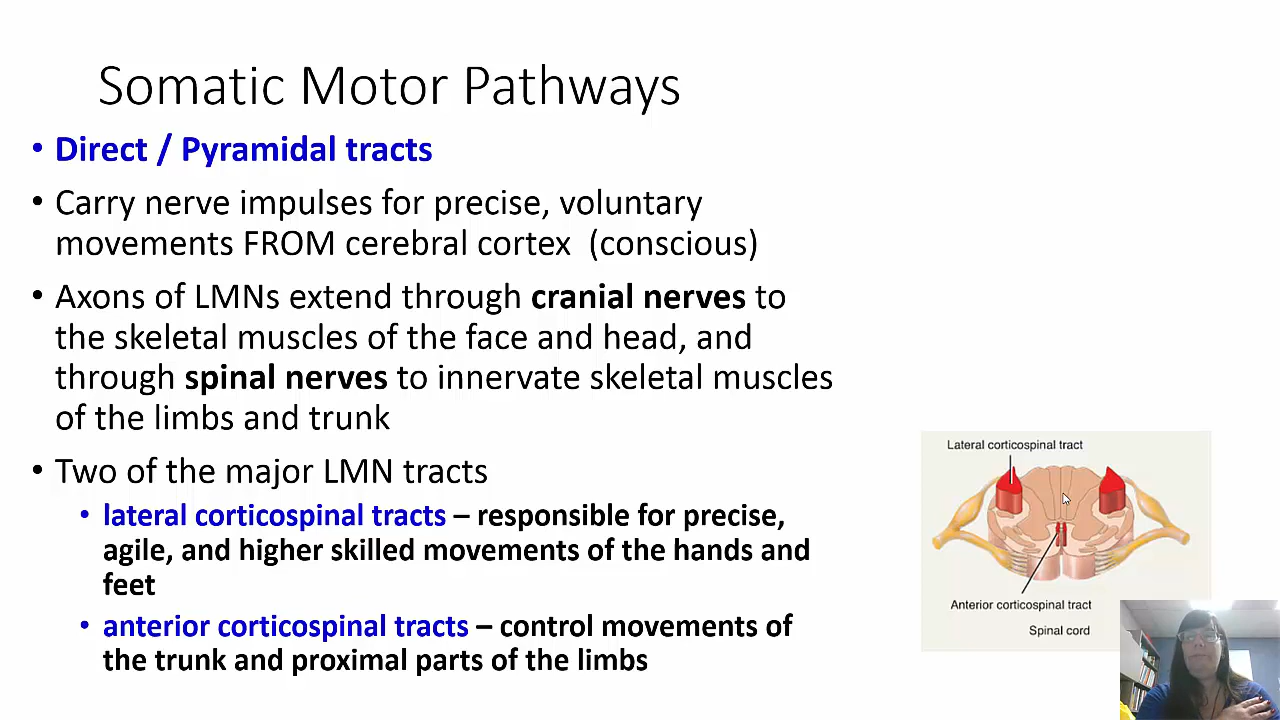 Somatic Motor Pathways
• Direct / Pyramidal tracts
• Carry nerve impulses for precise, voluntary
movements FROM cerebral cortex (conscious)
• Axons of LMNs extend through cranial nerves to
the skeletal muscles of the face and head, and
through spinal nerves to innervate skeletal muscles
of the limbs and trunk
• Two of the major LMN tracts
• lateral corticospinal tracts – responsible for precise,
agile, and higher skilled movements of the hands and
feet
• anterior corticospinal tracts – control movements of
the trunk and proximal parts of the limbs
Lateral corticospinal tract
Anterior corticospinal tract
Spinal cord